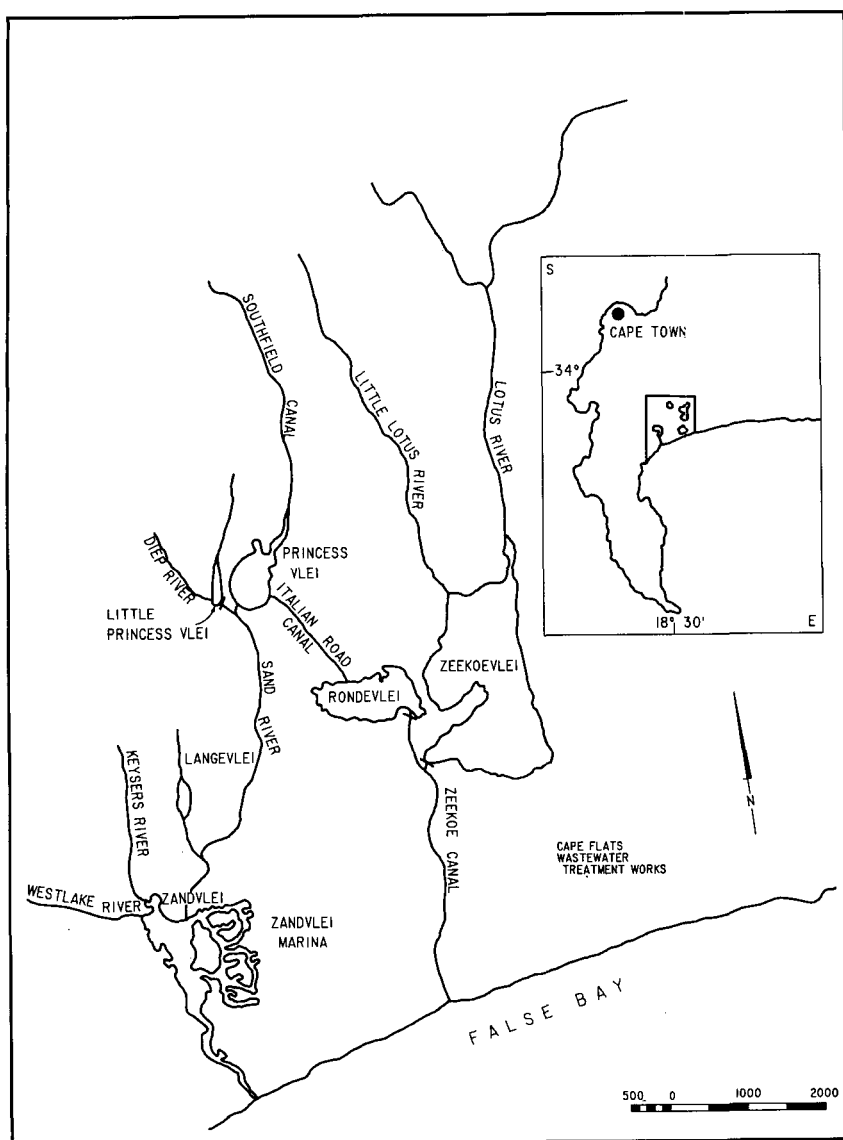 S
CAPE TOWN
34°
18° 30'
E
SOUTHFIELD
CANAL
LITTLE LOTUS
RIVER
LOTUS
RIVER
DIEP RIVER
PRINCESS
VLEI
LITTLE
PRINCESS VLEI
ITALIAN ROAD
CANAL
ZEEKOEVLEI
RONDEVLEI
SAND
RIVER
LANGEVLEI
KEYSERS
RIVER
ZEEKOE
CANAL
N
CAPE FLATS
WASTEWATER
TREATMENT WORKS
WESTLAKE RIVER
ZANDVLEI
ZANDVLEI
MARINA
FALSE BAY
500 0 1000 2000